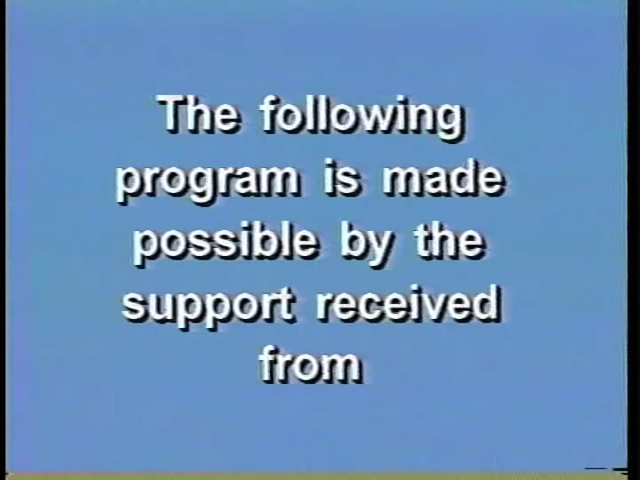 The following
program is made
possible by the
support received
from